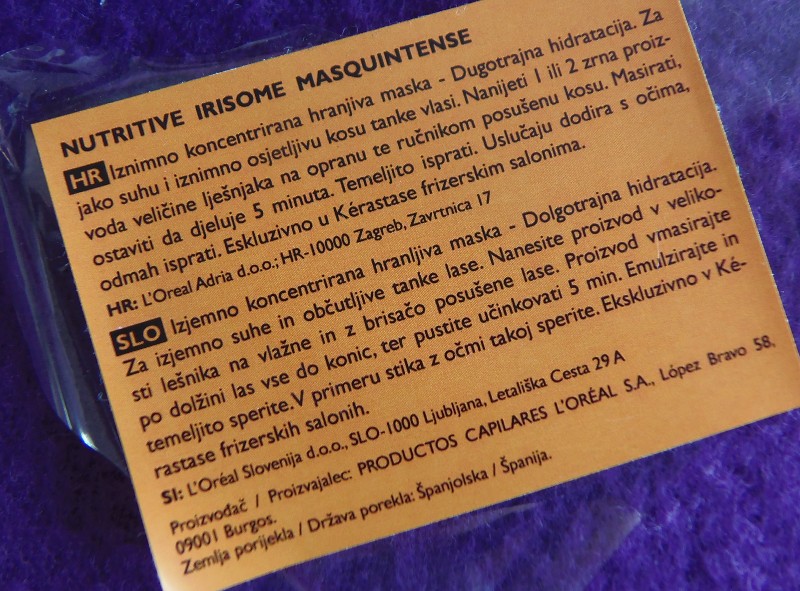 NUTRITIVE IRISOME MASQUINTENSE
HR Iznimno koncentrirana hranjiva maska - Dugotrajna hidratacija. Za
jako suhu i iznimno osjetljivu kosu tanke vlasi. Nanijeti 1 ili 2 zrna proiz-
voda veličine lješnjaka na opranu te ručnikom posušenu kosu. Masirati,
ostaviti da djeluje 5 minuta. Temeljito isprati. Uslučaju dodira s očima,
odmah isprati. Eskluzivno u Kérastase frizerskim salonima.
HR: L'Oreal Adria d.o.o.; HR-10000 Zagreb, Zavrtnica 17
SLO Izjemno koncentrirana hranljiva maska - Dolgotrajna hidratacija.
Za izjemno suhe in občutljive tanke lase. Nanesite proizvod v veliko-
sti lešnika na vlažne in z brisačo posušene lase. Proizvod vmasirajte
po dolžini las vse do konic, ter pustite učinkovati 5 min. Emulzirajte in
temeljito sperite.V primeru stika z očmi takoj sperite. Ekskluzivno v Ké-
rastase frizerskih salonih.
SI: L'Oréal Slovenija d.o.o., SLO-1000 Ljubljana, Letališka Cesta 29 A
Proizvođač / Proizvajalec: PRODUCTOS CAPILARES L'ORÉAL S.A., López Bravo 58,
09001 Burgos.
Zemlja porijekla / Država porekla: Španjolska / Španija.